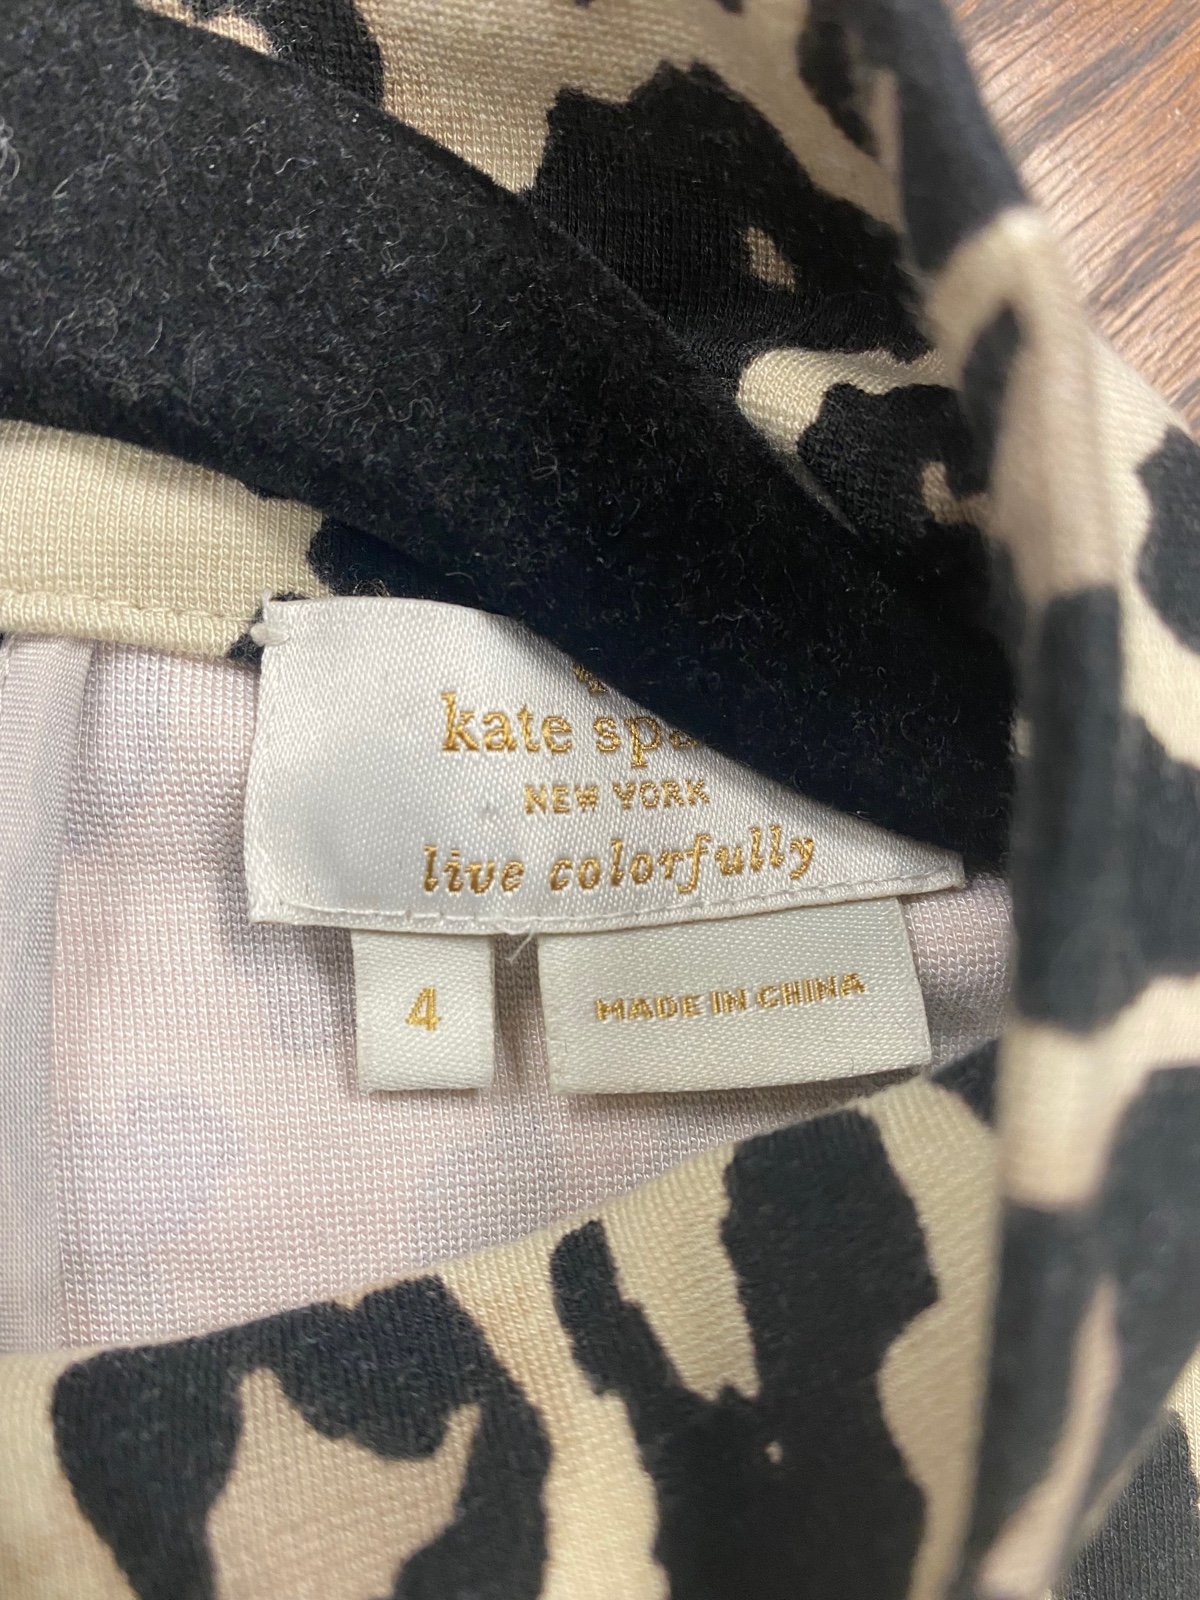 kate spa
NEW YORK
live colorfully
4
MADE IN CHINA